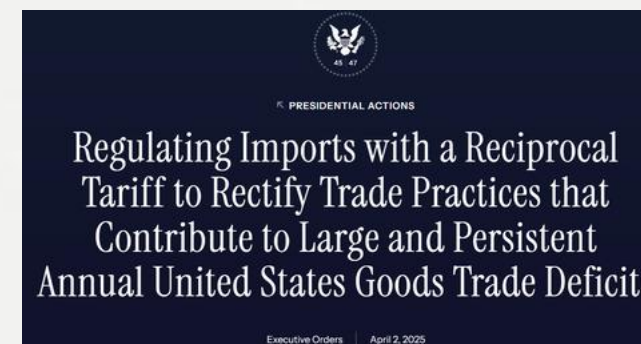 45 47
PRESIDENTIAL ACTIONS
Regulating Imports with a Reciprocal
Tariff to Rectify Trade Practices that
Contribute to Large and Persistent
Annual United States Goods Trade Deficit
Executive Orders April 2, 2025